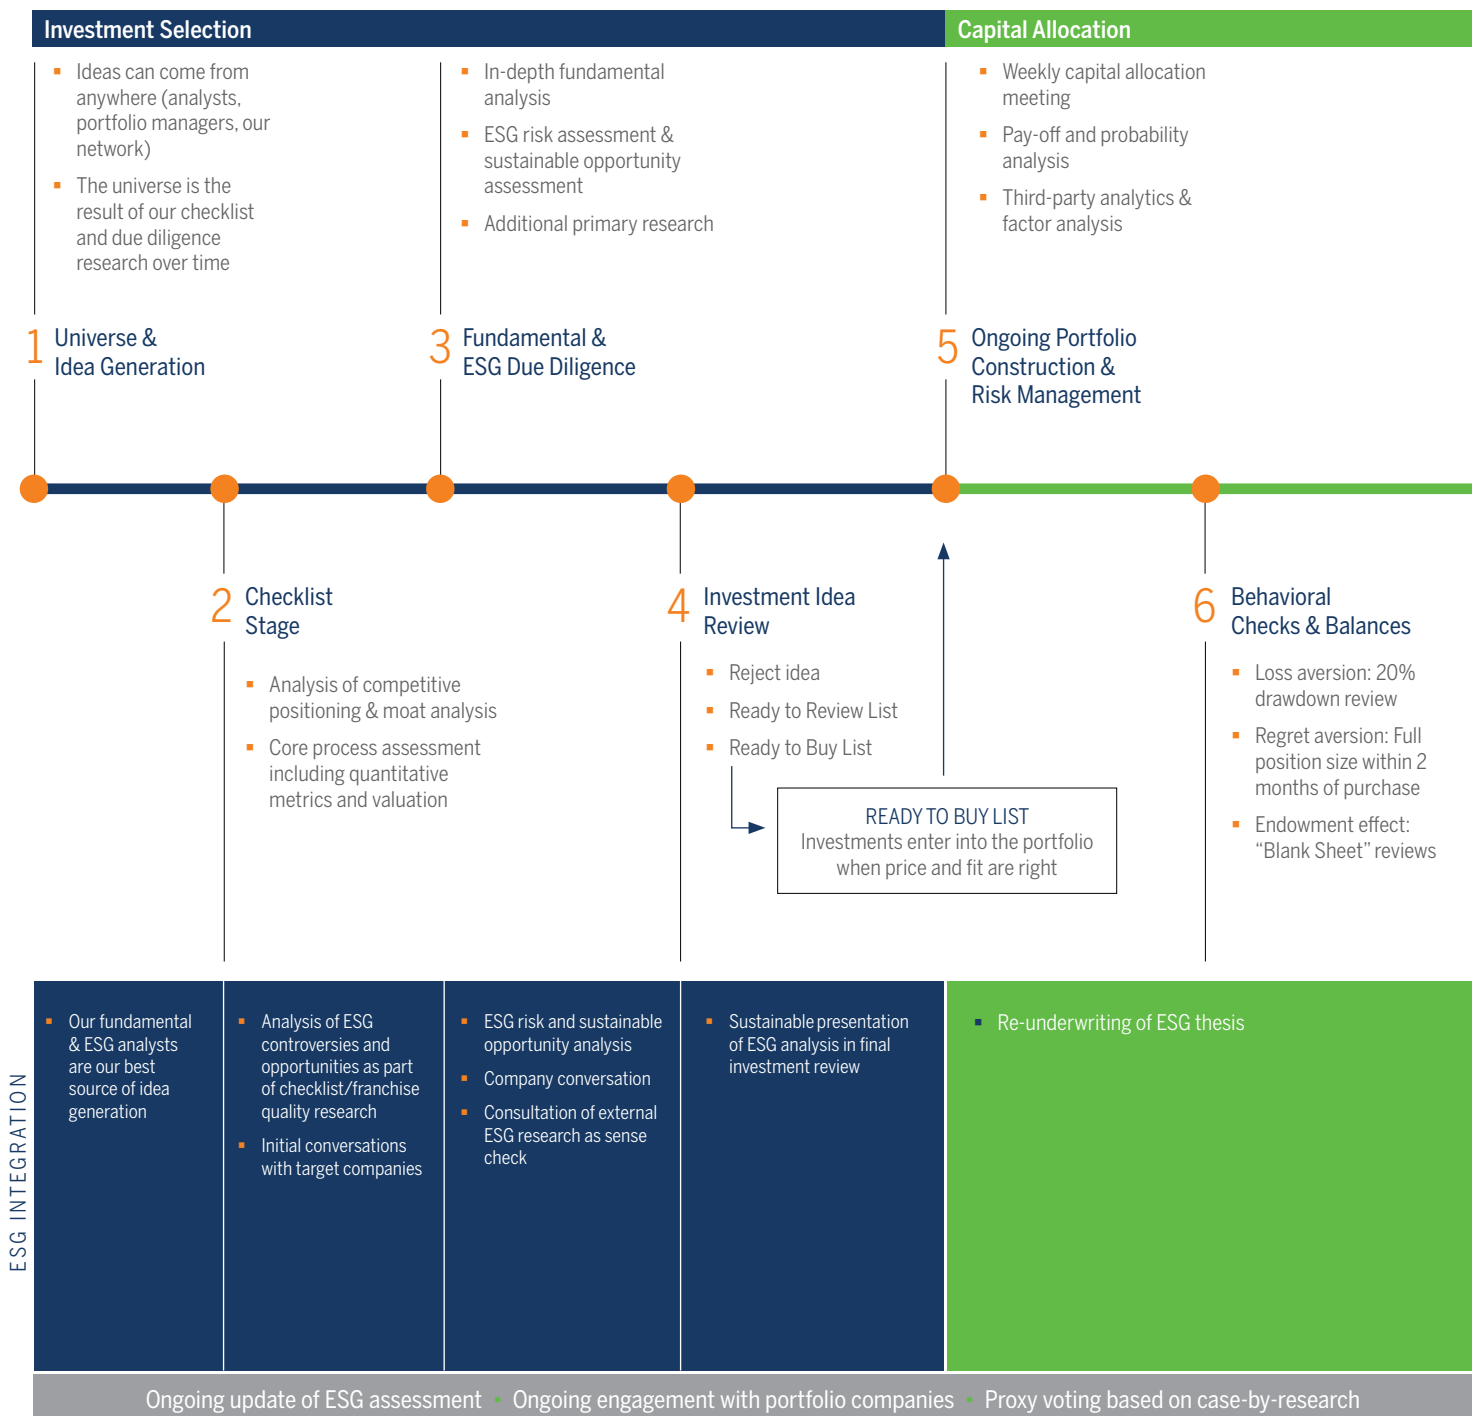 Investment Selection
Capital Allocation
▪ Ideas can come from
anywhere (analysts,
portfolio managers, our
network)
▪ The universe is the
result of our checklist
and due diligence
research over time
▪ In-depth fundamental
analysis
▪ ESG risk assessment &
sustainable opportunity
assessment
▪ Additional primary research
▪ Weekly capital allocation
meeting
▪ Pay-off and probability
analysis
▪ Third-party analytics &
factor analysis
1 Universe &
Idea Generation
3 Fundamental &
ESG Due Diligence
5 Ongoing Portfolio
Construction &
Risk Management
2 Checklist
Stage
▪ Analysis of competitive
positioning & moat analysis
▪ Core process assessment
including quantitative
metrics and valuation
4 Investment Idea
Review
▪ Reject idea
▪ Ready to Review List
▪ Ready to Buy List
READY TO BUY LIST
Investments enter into the portfolio
when price and fit are right
6 Behavioral
Checks & Balances
▪ Loss aversion: 20%
drawdown review
▪ Regret aversion: Full
position size within 2
months of purchase
▪ Endowment effect:
“Blank Sheet” reviews
ESG INTEGRATION
▪ Our fundamental
& ESG analysts
are our best
source of idea
generation
▪ Analysis of ESG
controversies and
opportunities as part
of checklist/franchise
quality research
▪ Initial conversations
with target companies
▪ ESG risk and sustainable
opportunity analysis
▪ Company conversation
▪ Consultation of external
ESG research as sense
check
▪ Sustainable presentation
of ESG analysis in final
investment review
▪ Re-underwriting of ESG thesis
Ongoing update of ESG assessment ▪ Ongoing engagement with portfolio companies ▪ Proxy voting based on case-by-research